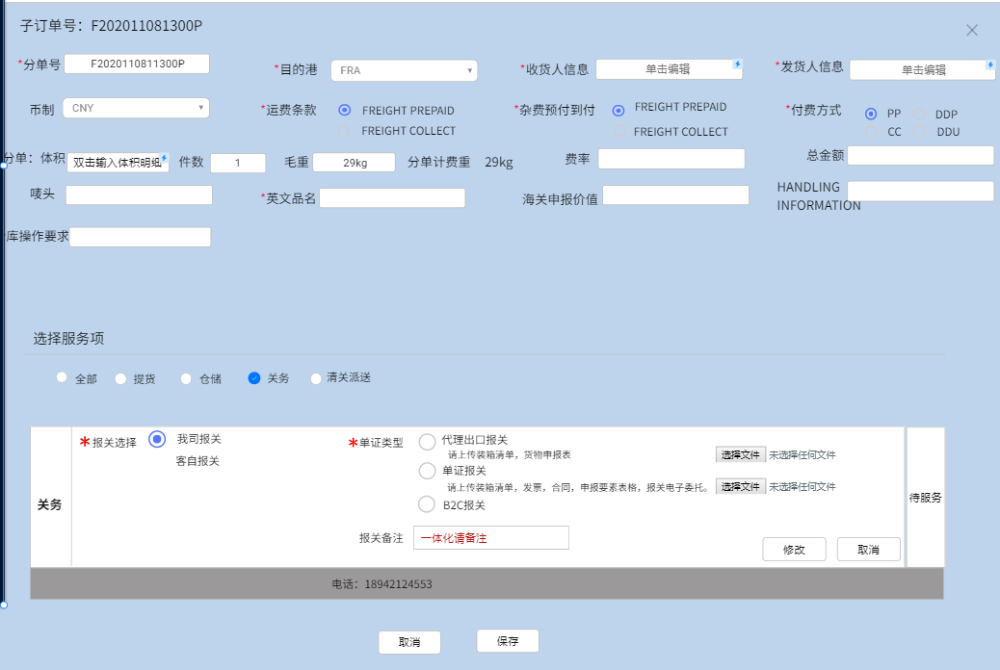 子订单号：F202011081300P
*分单号 F2020110811300P *目的港 FRA *收货人信息 单击编辑 *发货人信息 单击编辑
币制 CNY *运费条款 FREIGHT PREPAID *杂费预付到付 FREIGHT PREPAID *付费方式 PP DDP
FREIGHT COLLECT FREIGHT COLLECT CC DDU
分单：体积 双击输入体积明细 件数 1 毛重 29kg 分单计费重 29kg 费率 总金额
唛头 *英文品名 海关申报价值 HANDLING
INFORMATION
库操作要求
选择服务项
全部 提货 仓储 关务 清关派送
*报关选择 我司报关 *单证类型 代理出口报关
请上传装箱清单，货物申报表 选择文件 未选择任何文件
客自报关 单证报关
请上传装箱清单，发票，合同，申报要素表格，报关电子委托。 选择文件 未选择任何文件
关务 B2C报关 待服务
报关备注 一体化请备注
修改 取消
电话：18942124553
取消 保存